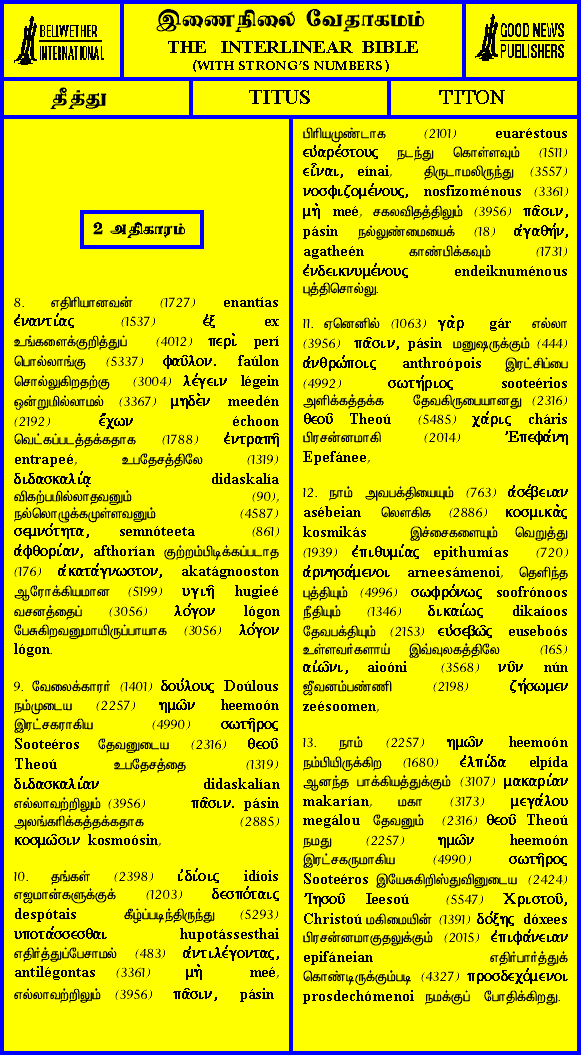 BELIWETHER
INTERNATIONAL
இணைநிலை வேதாகமம்
THE INTERLINEAR BIBLE
(WITH STRONG'S NUMBERS)
GOOD NEWS
PUBLISHERS
தீத்து TITUS TITON
2 அதிகாரம்
8. எதிரியானவன் (1727) enantías
ἐναντίας (1537) ἐξ ex
உங்களைக்குறித்துப் (4012) περὶ perí
பொல்லாங்கு (5337) φαῦλον. faúlon
சொல்லுகிறதற்கு (3004) λέγειν légein
ஒன்றுமில்லாமல் (3367) μηδὲν meedén
(2192) ἔχων échoon
வெட்கப்படத்தக்கதாக (1788) ἐντραπῆ
entrapeé, உபதேசத்திலே (1319)
διδασκαλίᾳ didaskalía
விகற்பமில்லாதவனும் (90),
நல்லொழுக்கமுள்ளவனும் (4587)
σεμνότητα, semnóteeta (861)
ἀφθορίαν, afthorían குற்றம்பிடிக்கப்படாத
(176) ἀκατάγνωστον, akatágnooston
ஆரோக்கியமான (5199) υγιῆ hugieé
வசனத்தைப் (3056) λόγον lógon
பேசுகிறவனுமாயிருப்பாயாக (3056) λόγον
lógon.
9. வேலைக்காரர் (1401) δούλους Doúlous
நம்முடைய (2257) ημῶν heemoón
இரட்சகராகிய (4990) σωτῆρος
Sooteéros தேவனுடைய (2316) θεοῦ
Theoú உபதேசத்தை (1319)
διδασκαλίαν didaskalían
எல்லாவற்றிலும் (3956) πᾶσιν. pásin
அலங்கரிக்கத்தக்கதாக (2885)
κοσμῶσιν kosmoósin,
10. தங்கள் (2398) ἰδίοις idíois
எஜமான்களுக்குக் (1203) δεσπόταις
despótais கீழ்ப்படிந்திருந்து (5293)
υποτάσσεσθαι hupotássesthai
எதிர்த்துப்பேசாமல் (483) ἀντιλέγοντας,
antilégontas (3361) μὴ meé,
எல்லாவற்றிலும் (3956) πᾶσιν, pásin
பிரியமுண்டாக (2101) euaréstous
εὐαρέστους நடந்து கொள்ளவும் (1511)
εἶναι, eínai, திருடாமலிருந்து (3557)
νοσφιζομένους, nosfizoménous (3361)
μὴ meé, சகலவிதத்திலும் (3956) πᾶσιν,
pásin நல்லுண்மையைக் (18) ἀγαθήν,
agatheén காண்பிக்கவும் (1731)
ἐνδεικνυμένους endeiknuménous
புத்திசொல்லு.
11. ஏனெனில் (1063) γὰρ gár எல்லா
(3956) πᾶσιν, pásin மனுஷருக்கும் (444)
ἀνθρώποις anthroópois இரட்சிப்பை
(4992) σωτήριος sooteérios
அளிக்கத்தக்க தேவகிருபையானது (2316)
θεοῦ Theoú (5485) χάρις cháris
பிரசன்னமாகி (2014) Ἐπεφάνη
Epefánee,
12. நாம் அவபக்தியையும் (763) ἀσέβειαν
asébeian லௌகிக (2886) κοσμικὰς
kosmikás இச்சைகளையும் வெறுத்து
(1939) ἐπιθυμίας epithumías (720)
ἀρνησάμενοι arneesámenoi, தெளிந்த
புத்தியும் (4996) σωφρόνως soofrónoos
நீதியும் (1346) δικαίως dikaíoos
தேவபக்தியும் (2153) εὐσεβῶς euseboós
உள்ளவர்களாய் இவ்வுலகத்திலே (165)
αἰῶνι, aioóni (3568) νῦν nún
ஜீவனம்பண்ணி (2198) ζήσωμεν
zeésoomen,
13. நாம் (2257) ημῶν heemoón
நம்பியிருக்கிற (1680) ἐλπίδα elpída
ஆனந்த பாக்கியத்துக்கும் (3107) μακαρίαν
makarían, மகா (3173) μεγάλου
megálou தேவனும் (2316) θεοῦ Theoú
நமது (2257) ημῶν heemoón
இரட்சகருமாகிய (4990) σωτῆρος
Sooteéros இயேசுகிறிஸ்துவினுடைய (2424)
Ἰησοῦ Ieesoú (5547) Χριστοῦ,
Christoú மகிமையின் (1391) δόξης dóxees
பிரசன்னமாகுதலுக்கும் (2015) ἐπιφάνειαν
epifáneian எதிர்பார்த்துக்
கொண்டிருக்கும்படி (4327) προσδεχόμενοι
prosdechómenoi நமக்குப் போதிக்கிறது.